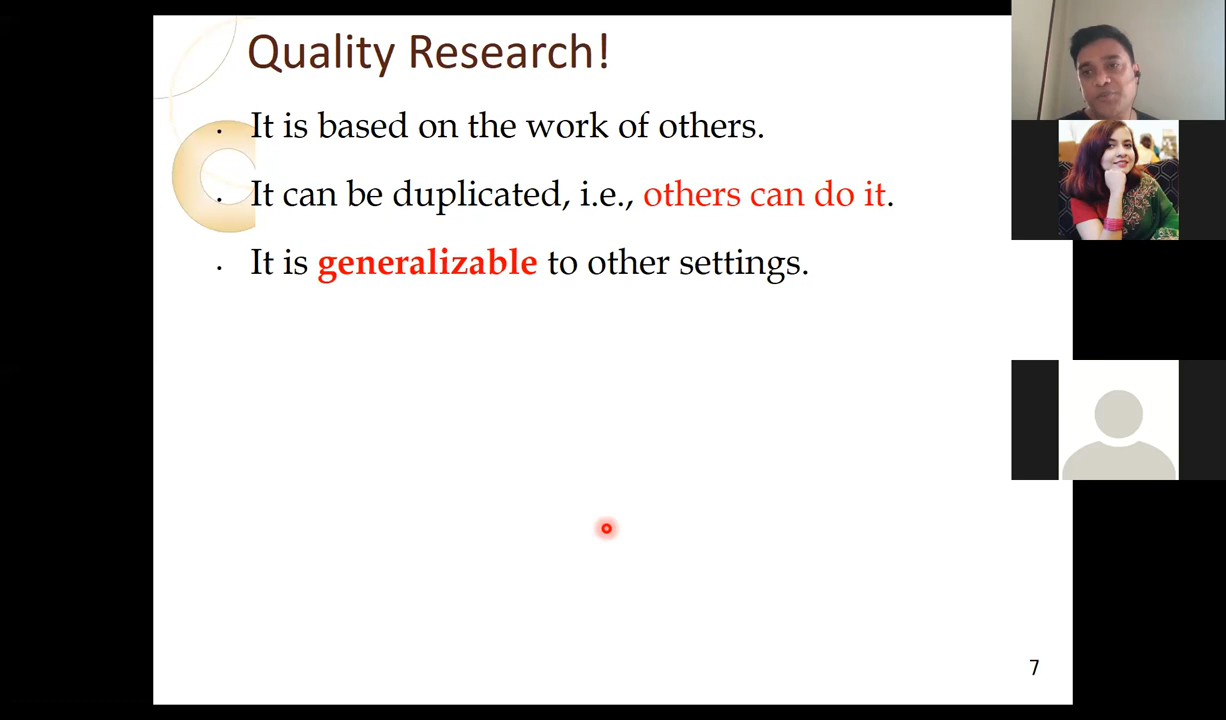 Quality Research!
· It is based on the work of others.
· It can be duplicated, i.e., others can do it.
· It is generalizable to other settings.
7